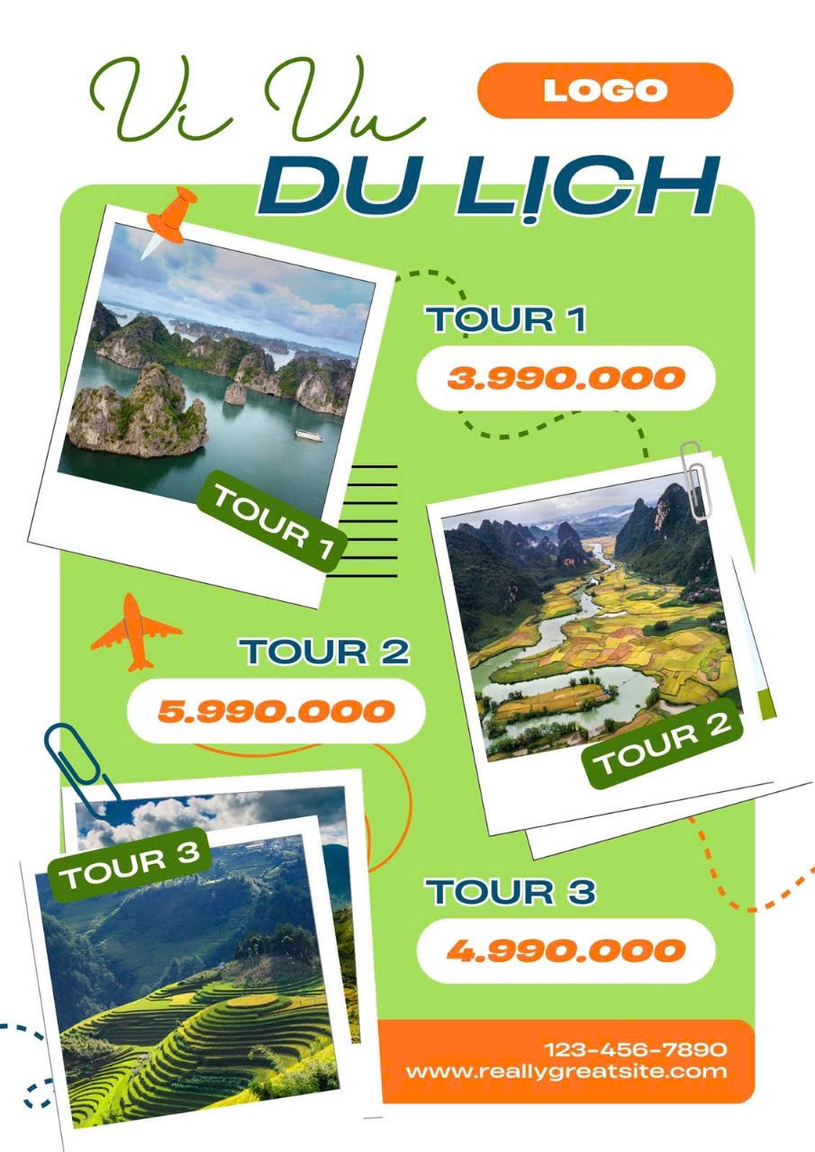 Vi Vu
LOGO
DU LỊCH
TOUR 1
3.990.000
TOUR 1
TOUR 2
5.990.000
TOUR 2
TOUR 3
TOUR 3
4.990.000
123-456-7890
www.reallygreatsite.com